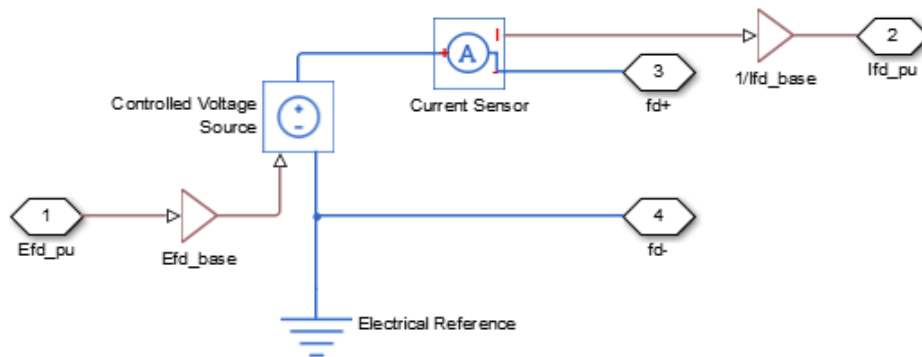 I
2
A
1/Ifd_base
Ifd_pu
3
Current Sensor
fd+
Controlled Voltage
Source
+
-
1
4
Efd_pu
Efd_base
fd-
Electrical Reference